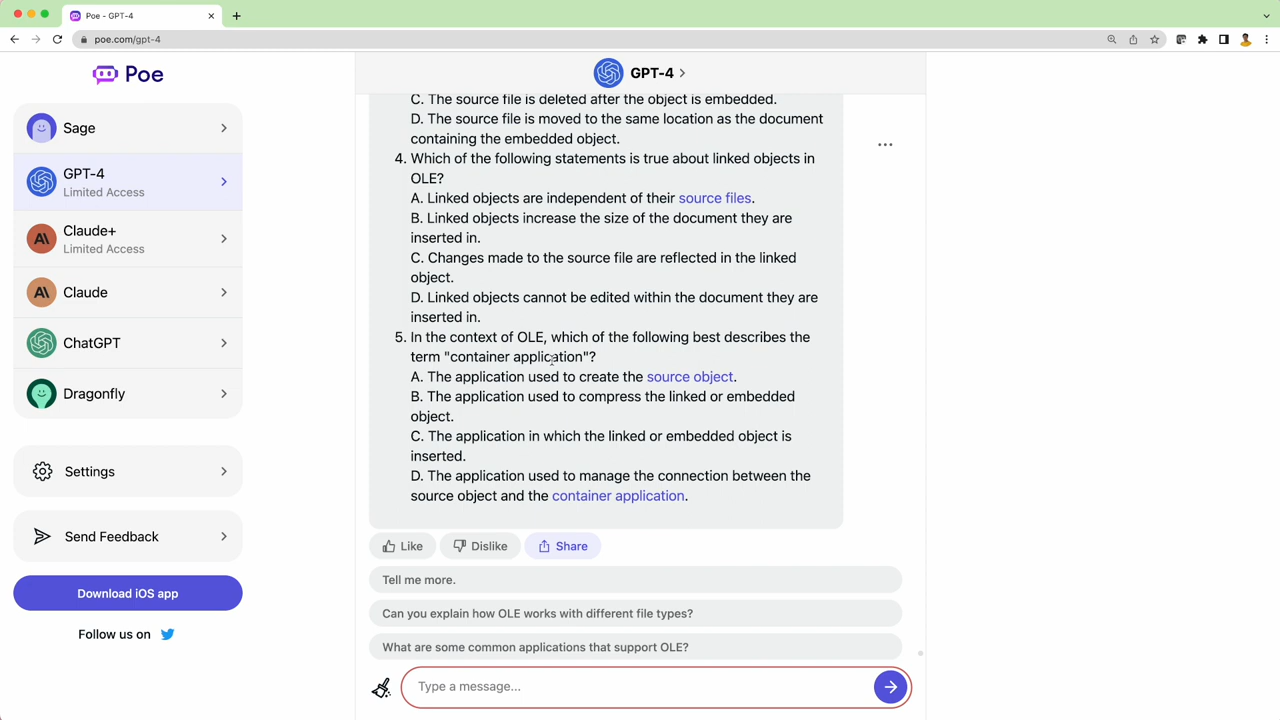 Poe - GPT-4
poe.com/gpt-4
Poe
Sage
GPT-4
Limited Access
Claude+
Limited Access
Claude
ChatGPT
Dragonfly
Settings
Send Feedback
Download iOS app
Follow us on
GPT-4
C. The source file is deleted after the object is embedded.
D. The source file is moved to the same location as the document
containing the embedded object.
4. Which of the following statements is true about linked objects in
OLE?
A. Linked objects are independent of their source files.
B. Linked objects increase the size of the document they are
inserted in.
C. Changes made to the source file are reflected in the linked
object.
D. Linked objects cannot be edited within the document they are
inserted in.
5. In the context of OLE, which of the following best describes the
term "container application"?
A. The application used to create the source object.
B. The application used to compress the linked or embedded
object.
C. The application in which the linked or embedded object is
inserted.
D. The application used to manage the connection between the
source object and the container application.
Like
Dislike
Share
Tell me more.
Can you explain how OLE works with different file types?
What are some common applications that support OLE?
Type a message...